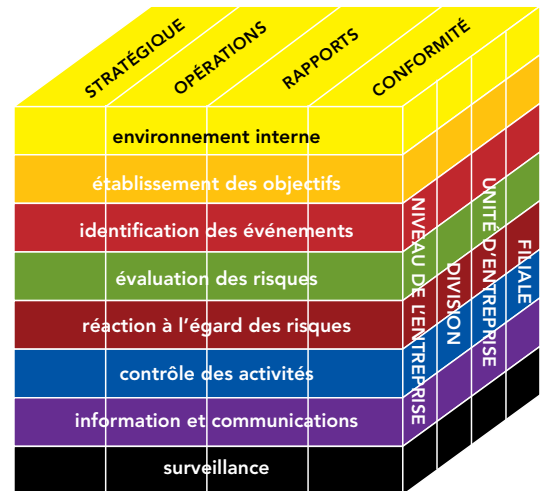 STRATÉGIQUE
OPÉRATIONS
RAPPORTS
CONFORMITÉ
environnement interne
établissement des objectifs
identification des événements
évaluation des risques
réaction à l’égard des risques
contrôle des activités
information et communications
surveillance
NIVEAU DE L’ENTREPRISE
DIVISION
UNITÉ D’ENTREPRISE
FILIALE